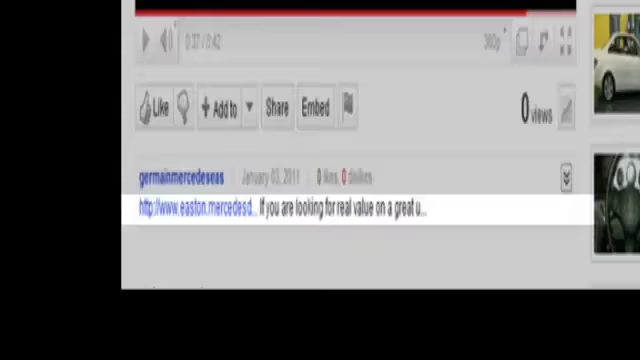 0:37 / 0:42 360p
Like Add to Share Embed 0 views
germainmercedeseas January 03, 2011 0 likes, 0 dislikes
http://www.easton.mercedesd... If you are looking for real value on a great u...